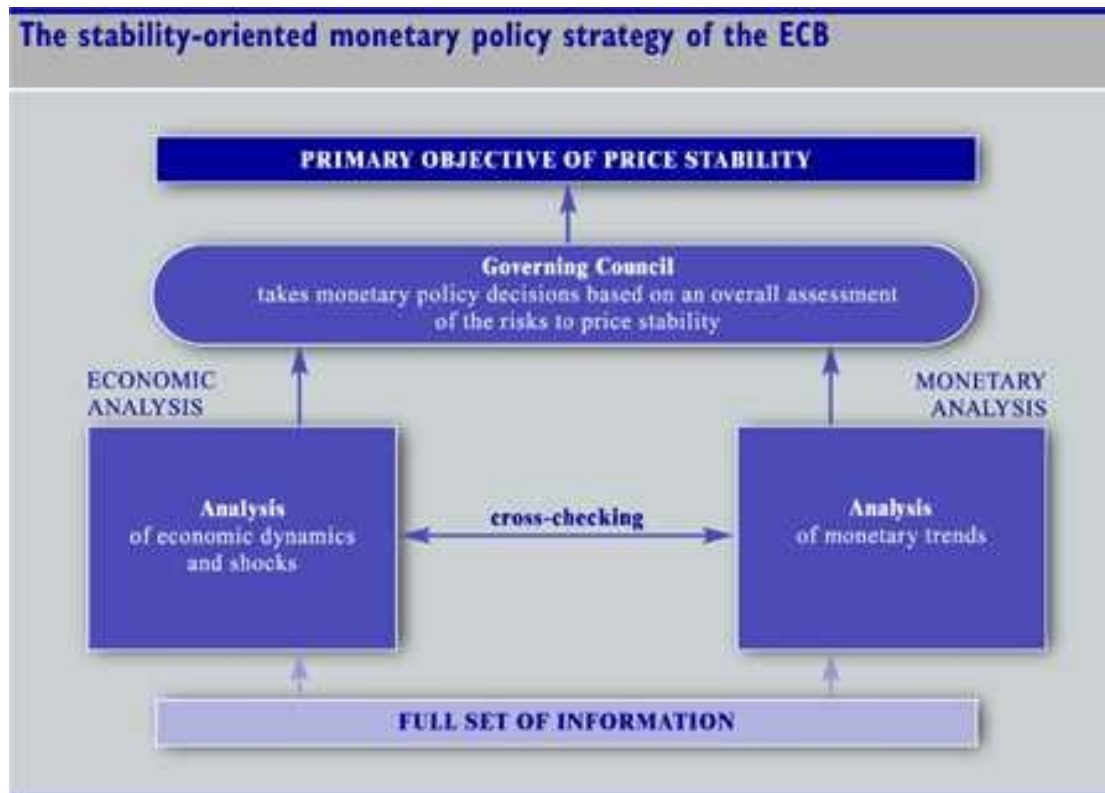 The stability-oriented monetary policy strategy of the ECB
PRIMARY OBJECTIVE OF PRICE STABILITY
Governing Council
takes monetary policy decisions based on an overall assessment
of the risks to price stability
ECONOMIC
ANALYSIS
MONETARY
ANALYSIS
Analysis
of economic dynamics
and shocks
cross-checking
Analysis
of monetary trends
FULL SET OF INFORMATION